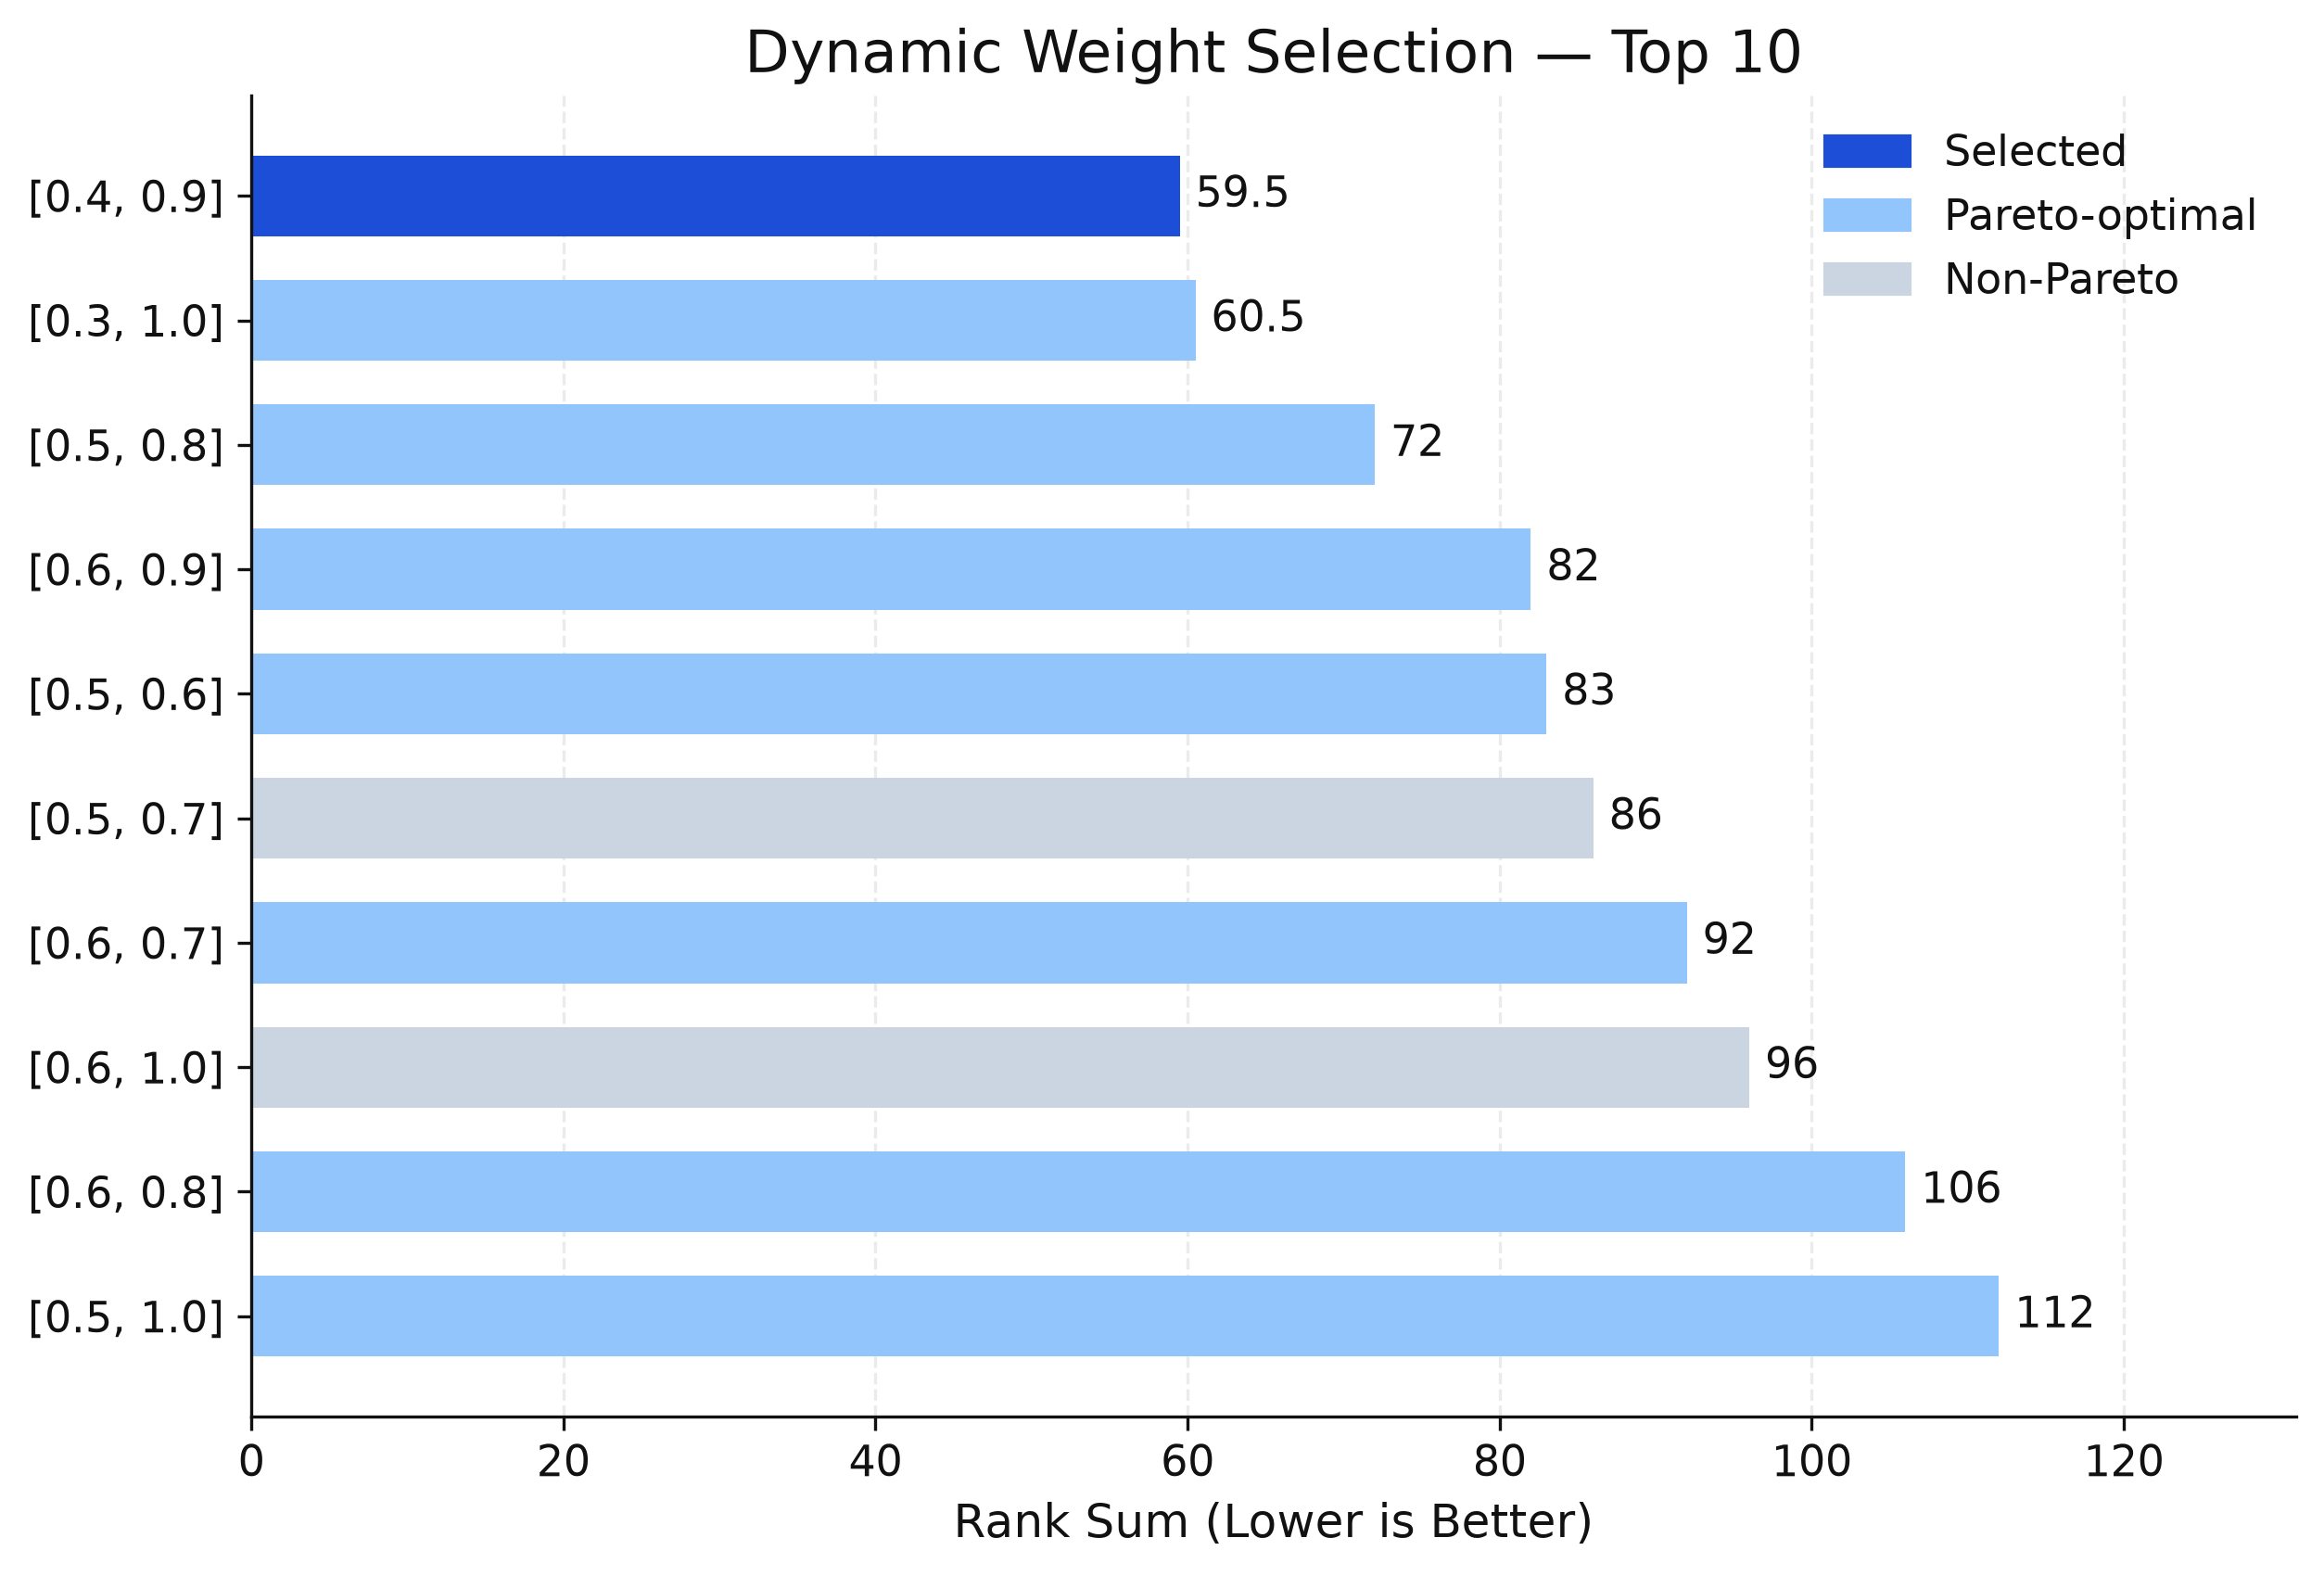 Dynamic Weight Selection — Top 10
Selected
Pareto-optimal
Non-Pareto
[0.4, 0.9] 59.5
[0.3, 1.0] 60.5
[0.5, 0.8] 72
[0.6, 0.9] 82
[0.5, 0.6] 83
[0.5, 0.7] 86
[0.6, 0.7] 92
[0.6, 1.0] 96
[0.6, 0.8] 106
[0.5, 1.0] 112
0 20 40 60 80 100 120
Rank Sum (Lower is Better)